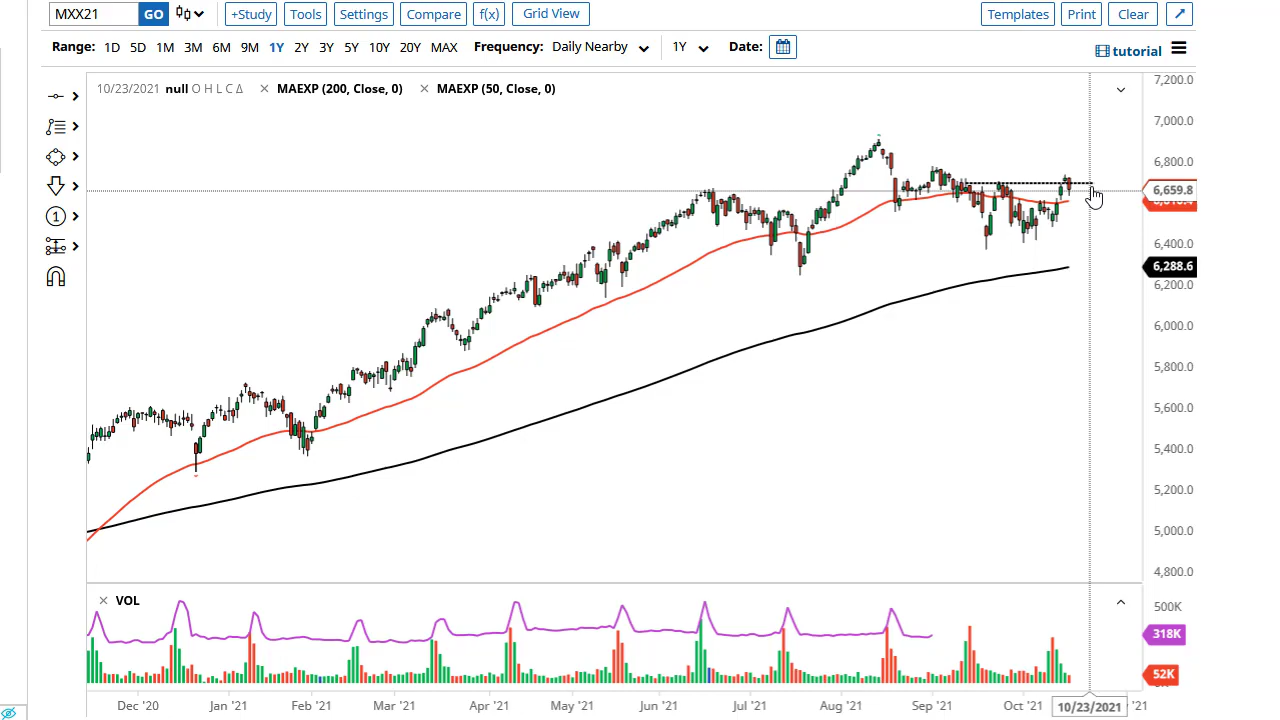 MXX21 GO +Study Tools Settings Compare f(x) Grid View Templates Print Clear
Range: 1D 5D 1M 3M 6M 9M 1Y 2Y 3Y 5Y 10Y 20Y MAX Frequency: Daily Nearby 1Y Date: tutorial
10/23/2021 null O H L C Δ × MAEXP (200, Close, 0) × MAEXP (50, Close, 0)
7,200.0
7,000.0
6,800.0
6,659.8
6,400.0
6,288.6
6,200.0
6,000.0
5,800.0
5,600.0
5,400.0
5,200.0
5,000.0
4,800.0
1
× VOL
500K
318K
52K
Dec '20 Jan '21 Feb '21 Mar '21 Apr '21 May '21 Jun '21 Jul '21 Aug '21 Sep '21 Oct '21 10/23/2021 '21